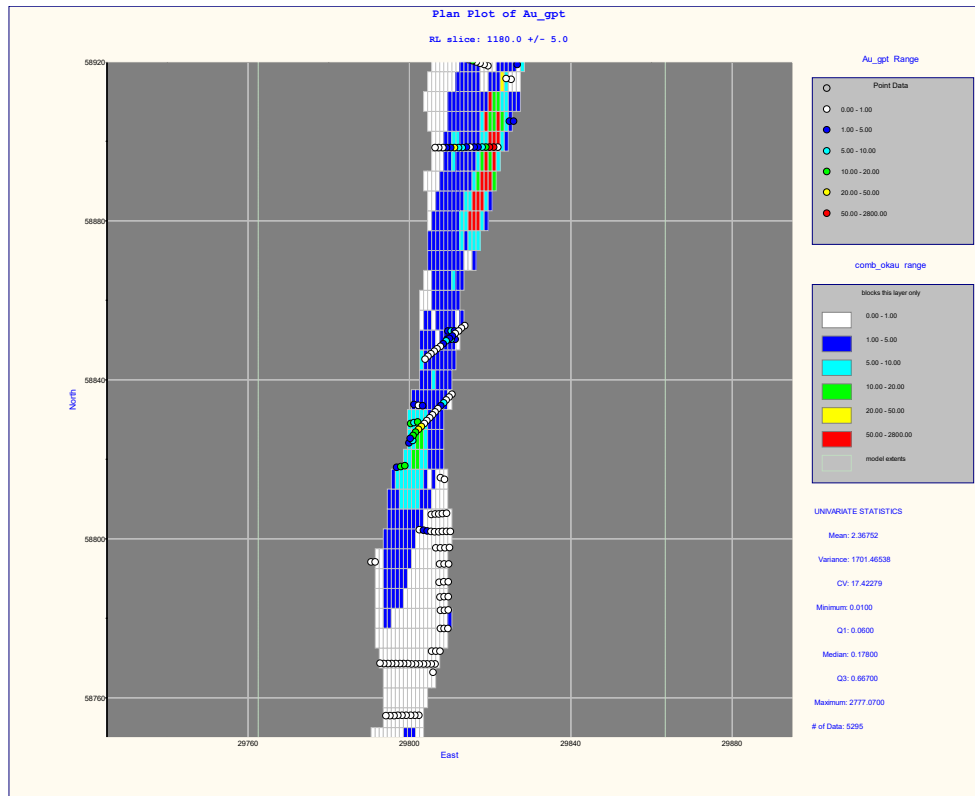 Plan Plot of Au_gpt
RL slice: 1180.0 +/- 5.0
58920
58880
58840
58800
58760
North
29760
29800
29840
29880
East
Au_gpt Range
Point Data
0.00 - 1.00
1.00 - 5.00
5.00 - 10.00
10.00 - 20.00
20.00 - 50.00
50.00 - 2800.00
comb_okau range
blocks this layer only
0.00 - 1.00
1.00 - 5.00
5.00 - 10.00
10.00 - 20.00
20.00 - 50.00
50.00 - 2800.00
model extents
UNIVARIATE STATISTICS
Mean: 2.36752
Variance: 1701.46538
CV: 17.42279
Minimum: 0.0100
Q1: 0.0600
Median: 0.17800
Q3: 0.66700
Maximum: 2777.0700
# of Data: 5295